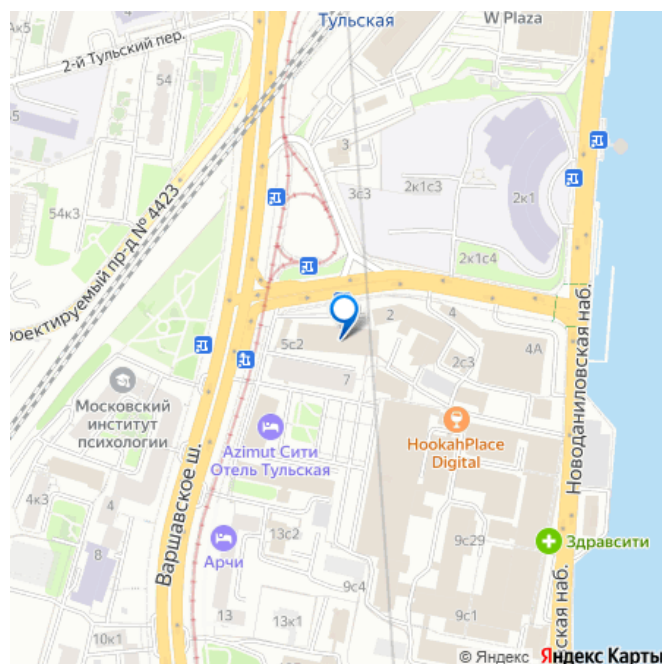 Тульская
W Plaza
Ак5
2-й Тульский пер.
54
3
3с3
2к1с3
2к1
54к3
роектируемый пр-д № 4423
2к1с4
5с2
2
4
4А
2с3
7
Московский
институт
психологии
Azimut Сити
Отель Тульская
HookahPlace
Digital
Новоданиловская наб.
Варшавское ш.
4к3
8
13с2
Арчи
9с29
Здравсити
9с4
13
13к1
9с1
10к1
ская наб.
© Яндекс Яндекс Карты